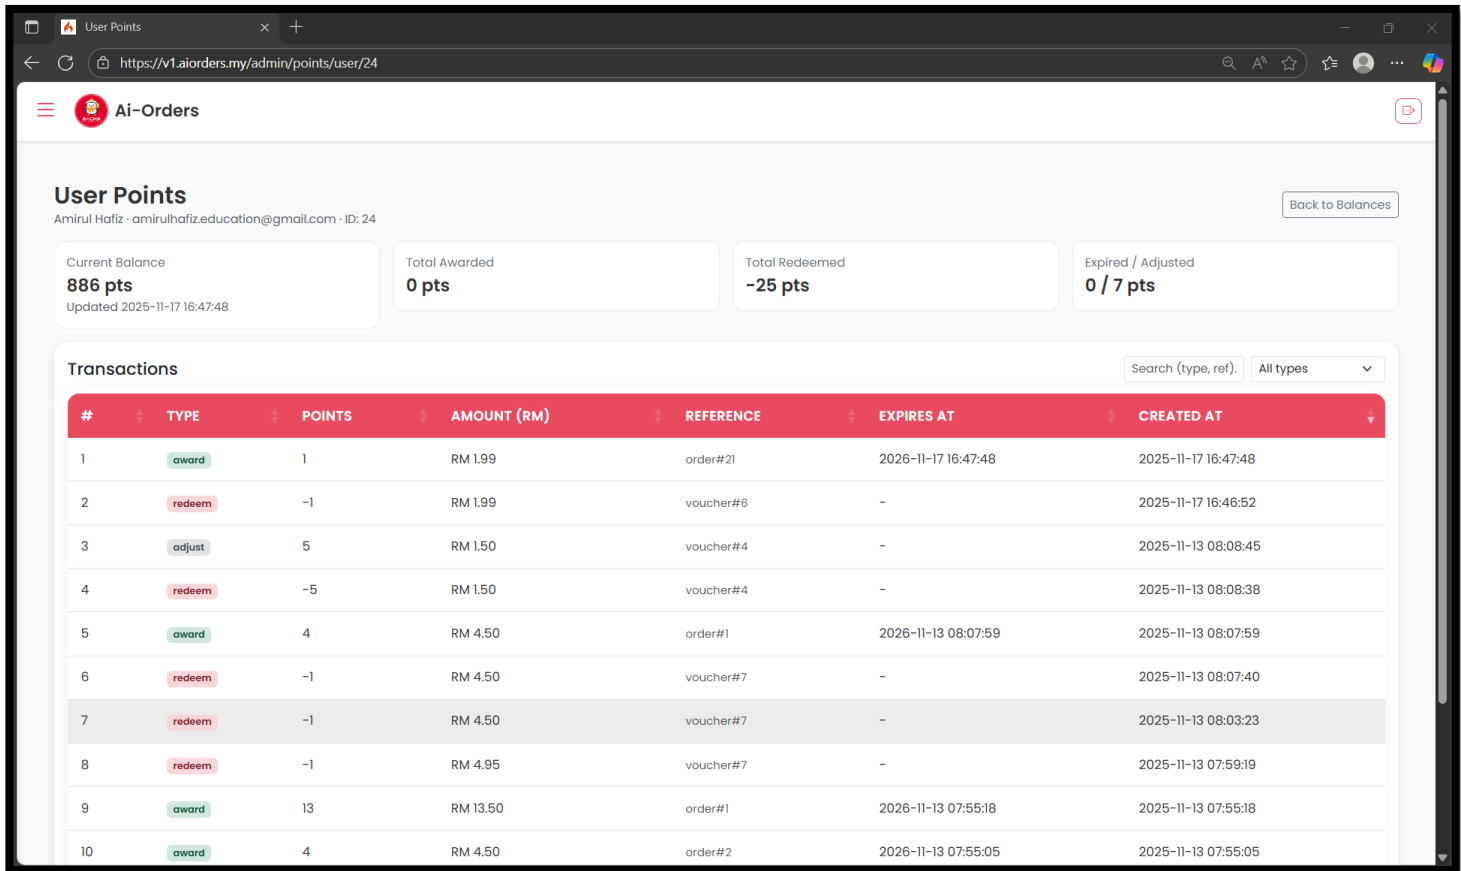 User Points
https://v1.aiorders.my/admin/points/user/24
Ai-CHA
Ai-Orders
User Points
Amirul Hafiz · amirulhafiz.education@gmail.com · ID: 24
Back to Balances
Current Balance
886 pts
Updated 2025-11-17 16:47:48
Total Awarded
0 pts
Total Redeemed
-25 pts
Expired / Adjusted
0 / 7 pts
Transactions
Search (type, ref).
All types
# TYPE POINTS AMOUNT (RM) REFERENCE EXPIRES AT CREATED AT
1 award 1 RM 1.99 order#21 2026-11-17 16:47:48 2025-11-17 16:47:48
2 redeem -1 RM 1.99 voucher#6 - 2025-11-17 16:46:52
3 adjust 5 RM 1.50 voucher#4 - 2025-11-13 08:08:45
4 redeem -5 RM 1.50 voucher#4 - 2025-11-13 08:08:38
5 award 4 RM 4.50 order#1 2026-11-13 08:07:59 2025-11-13 08:07:59
6 redeem -1 RM 4.50 voucher#7 - 2025-11-13 08:07:40
7 redeem -1 RM 4.50 voucher#7 - 2025-11-13 08:03:23
8 redeem -1 RM 4.95 voucher#7 - 2025-11-13 07:59:19
9 award 13 RM 13.50 order#1 2026-11-13 07:55:18 2025-11-13 07:55:18
10 award 4 RM 4.50 order#2 2026-11-13 07:55:05 2025-11-13 07:55:05